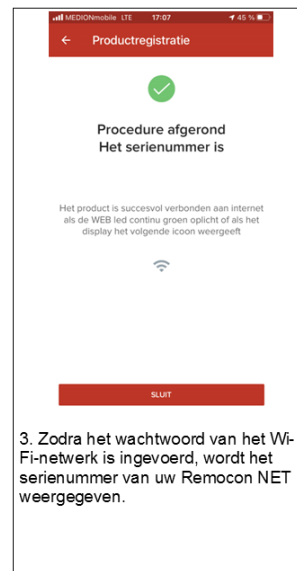 MEDIONmobile LTE 17:07 45 %
Productregistratie
Procedure afgerond
Het serienummer is
Het product is succesvol verbonden aan internet
als de WEB led continu groen oplicht of als het
display het volgende icoon weergeeft
SLUIT
3. Zodra het wachtwoord van het Wi-
Fi-netwerk is ingevoerd, wordt het
serienummer van uw Remocon NET
weergegeven.